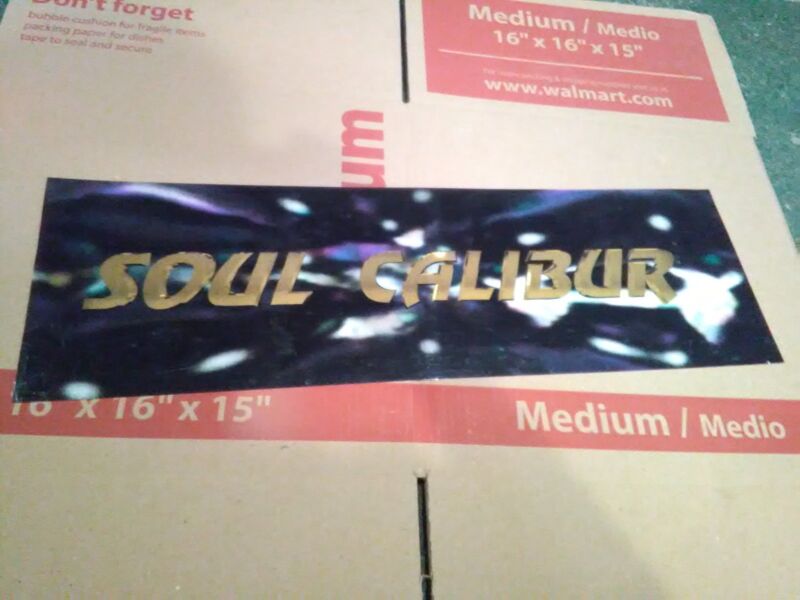 Don't forget
bubble cushion for fragile items
packing paper for dishes
tape to seal and secure
Medium / Medio
16" x 16" x 15"
www.walmart.com
um
SOUL CALIBUR
16" x 16" x 15"
Medium / Medio